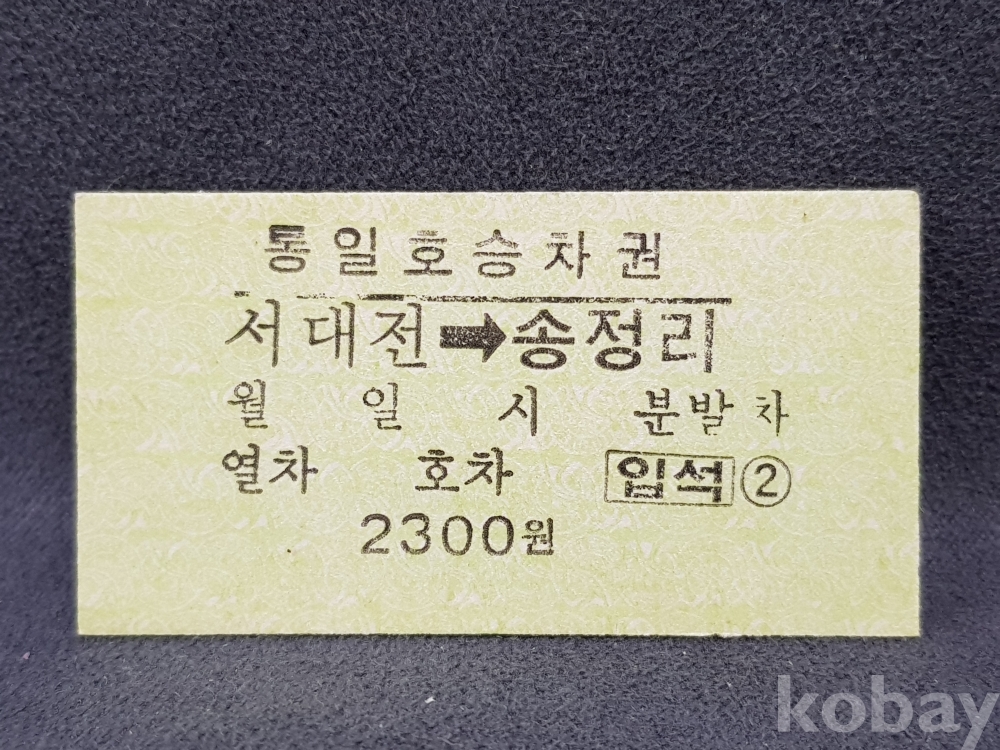 통일호승차권
서대전➡송정리
월 일 시 분발차
열차 호차 입석②
2300원
kobay